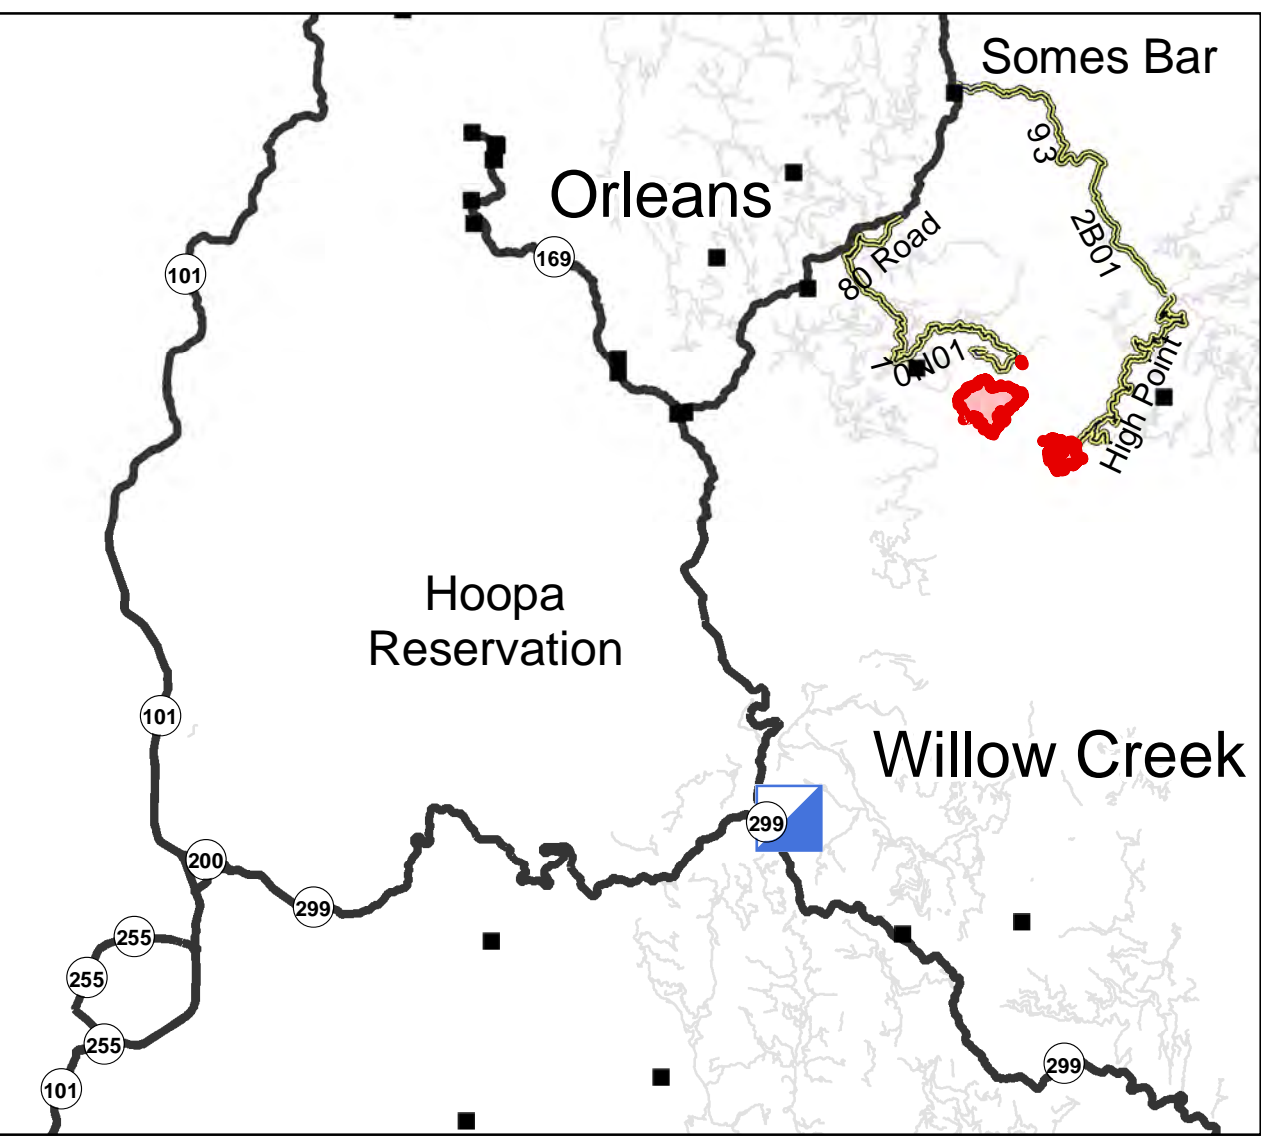 Somes Bar
93
Orleans
2B01
80 Road
169
101
High Point
10N01
Hoopa
Reservation
101
Willow Creek
299
200
299
255
255
255
299
101